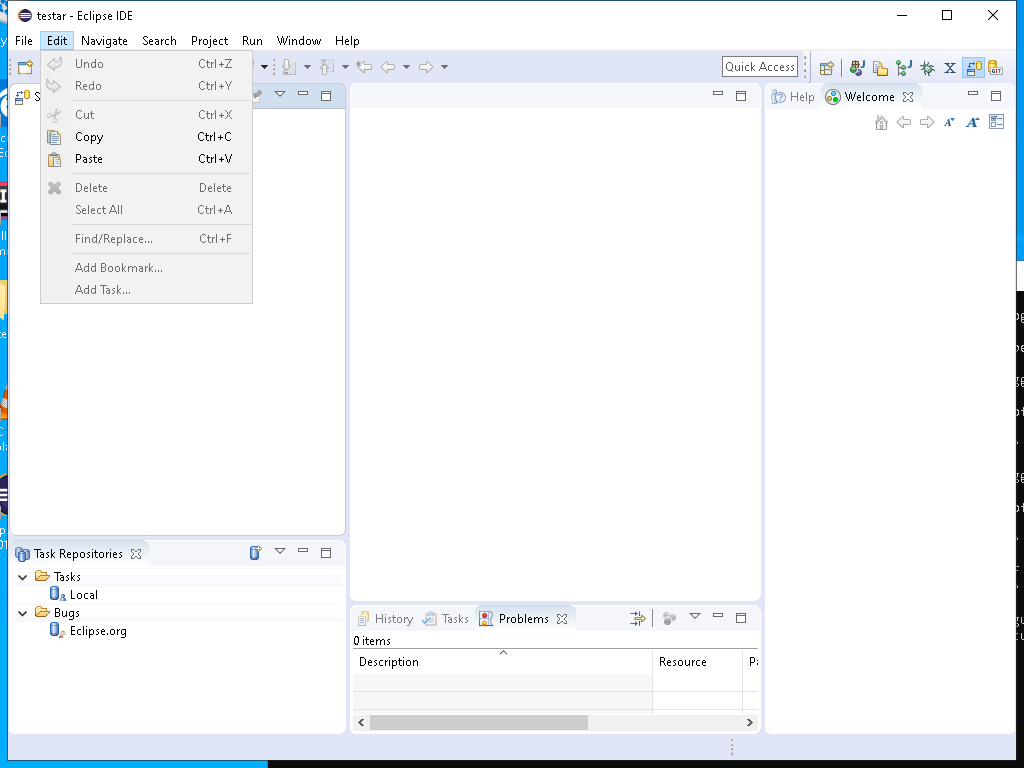 testar - Eclipse IDE
File Edit Navigate Search Project Run Window Help
Quick Access
Undo Ctrl+Z
Redo Ctrl+Y
Cut Ctrl+X
Copy Ctrl+C
Paste Ctrl+V
Delete Delete
Select All Ctrl+A
Find/Replace... Ctrl+F
Add Bookmark...
Add Task...
Help Welcome
Task Repositories
Tasks
Local
Bugs
Eclipse.org
History Tasks Problems
0 items
Description Resource